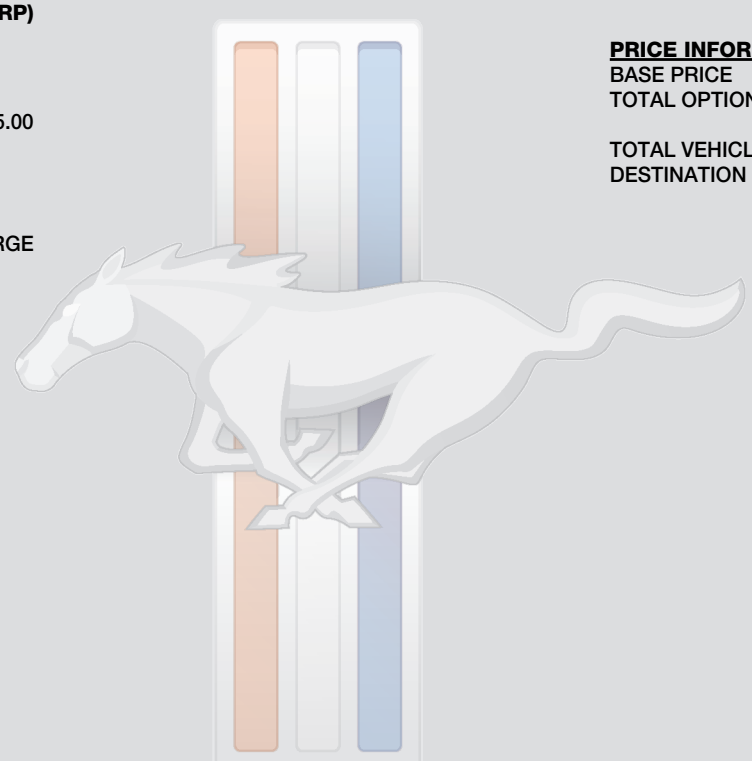 RP)
5.00
RGE
PRICE INFOR
BASE PRICE
TOTAL OPTION
TOTAL VEHICL
DESTINATION